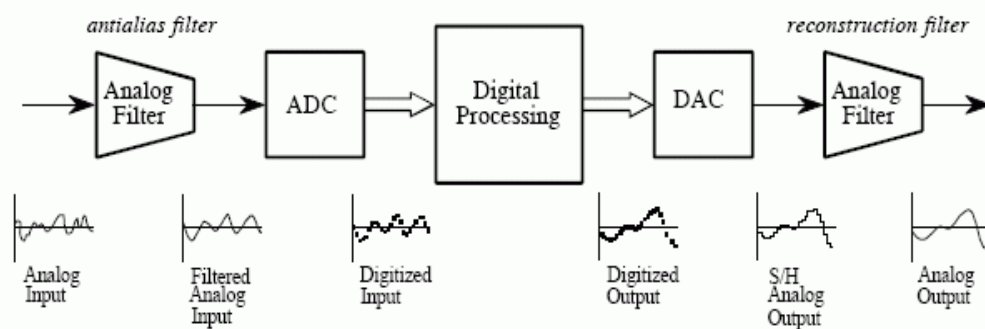 antialias filter
reconstruction filter
Analog
Filter
ADC
Digital
Processing
DAC
Analog
Filter
Analog
Input
Filtered
Analog
Input
Digitized
Input
Digitized
Output
S/H
Analog
Output
Analog
Output